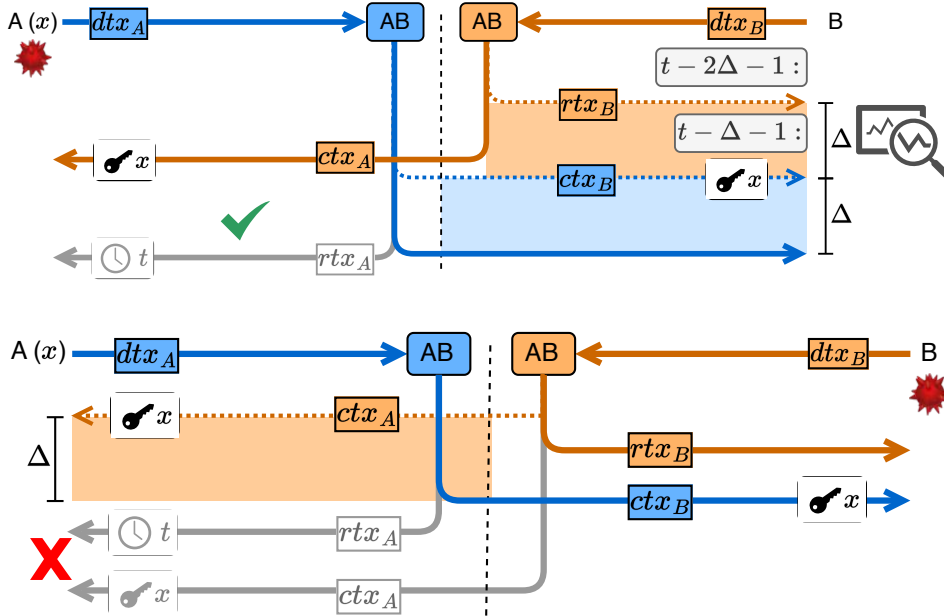 A (x) dtx_A AB AB dtx_B B
t − 2Δ − 1 :
rtx_B
t − Δ − 1 :
Δ
x ctx_A
ctx_B x
Δ
t rtx_A
A (x) dtx_A AB AB dtx_B B
x ctx_A
Δ
rtx_B
ctx_B x
t rtx_A
X
x ctx_A